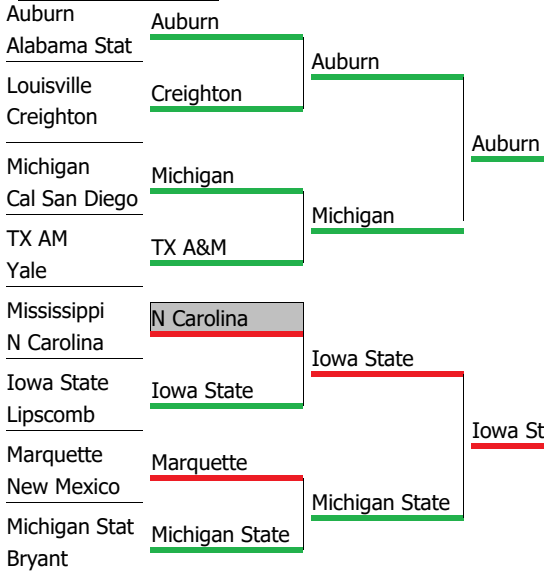 Auburn
Alabama Stat
Louisville
Creighton
Michigan
Cal San Diego
TX AM
Yale
Mississippi
N Carolina
Iowa State
Lipscomb
Marquette
New Mexico
Michigan Stat
Bryant
Auburn
Creighton
Michigan
TX A&M
N Carolina
Iowa State
Marquette
Michigan State
Auburn
Michigan
Iowa State
Michigan State
Auburn
Iowa St